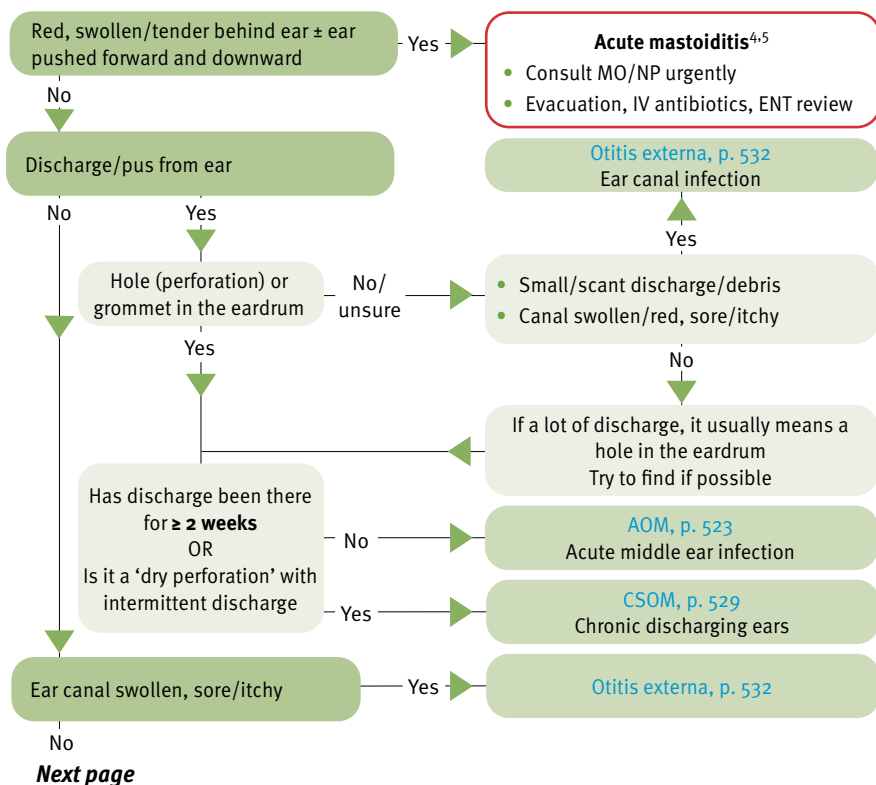 Red, swollen/tender behind ear ± ear
pushed forward and downward
Yes
Acute mastoiditis4,5
• Consult MO/NP urgently
• Evacuation, IV antibiotics, ENT review
No
Discharge/pus from ear
Otitis externa, p. 532
Ear canal infection
No
Yes
Yes
Hole (perforation) or
grommet in the eardrum
No/
unsure
• Small/scant discharge/debris
• Canal swollen/red, sore/itchy
Yes
No
If a lot of discharge, it usually means a
hole in the eardrum
Try to find if possible
Has discharge been there
for ≥ 2 weeks
OR
Is it a ‘dry perforation’ with
intermittent discharge
No
AOM, p. 523
Acute middle ear infection
Yes
CSOM, p. 529
Chronic discharging ears
Ear canal swollen, sore/itchy
Yes
Otitis externa, p. 532
No
Next page